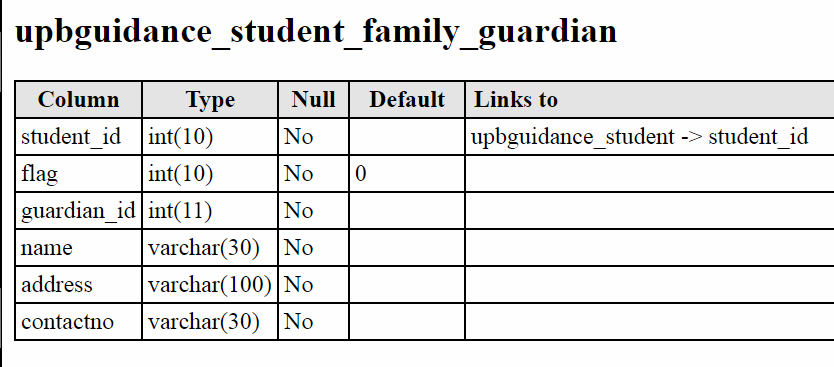 upbguidance_student_family_guardian
Column Type Null Default Links to
student_id int(10) No upbguidance_student -> student_id
flag int(10) No 0
guardian_id int(11) No
name varchar(30) No
address varchar(100) No
contactno varchar(30) No